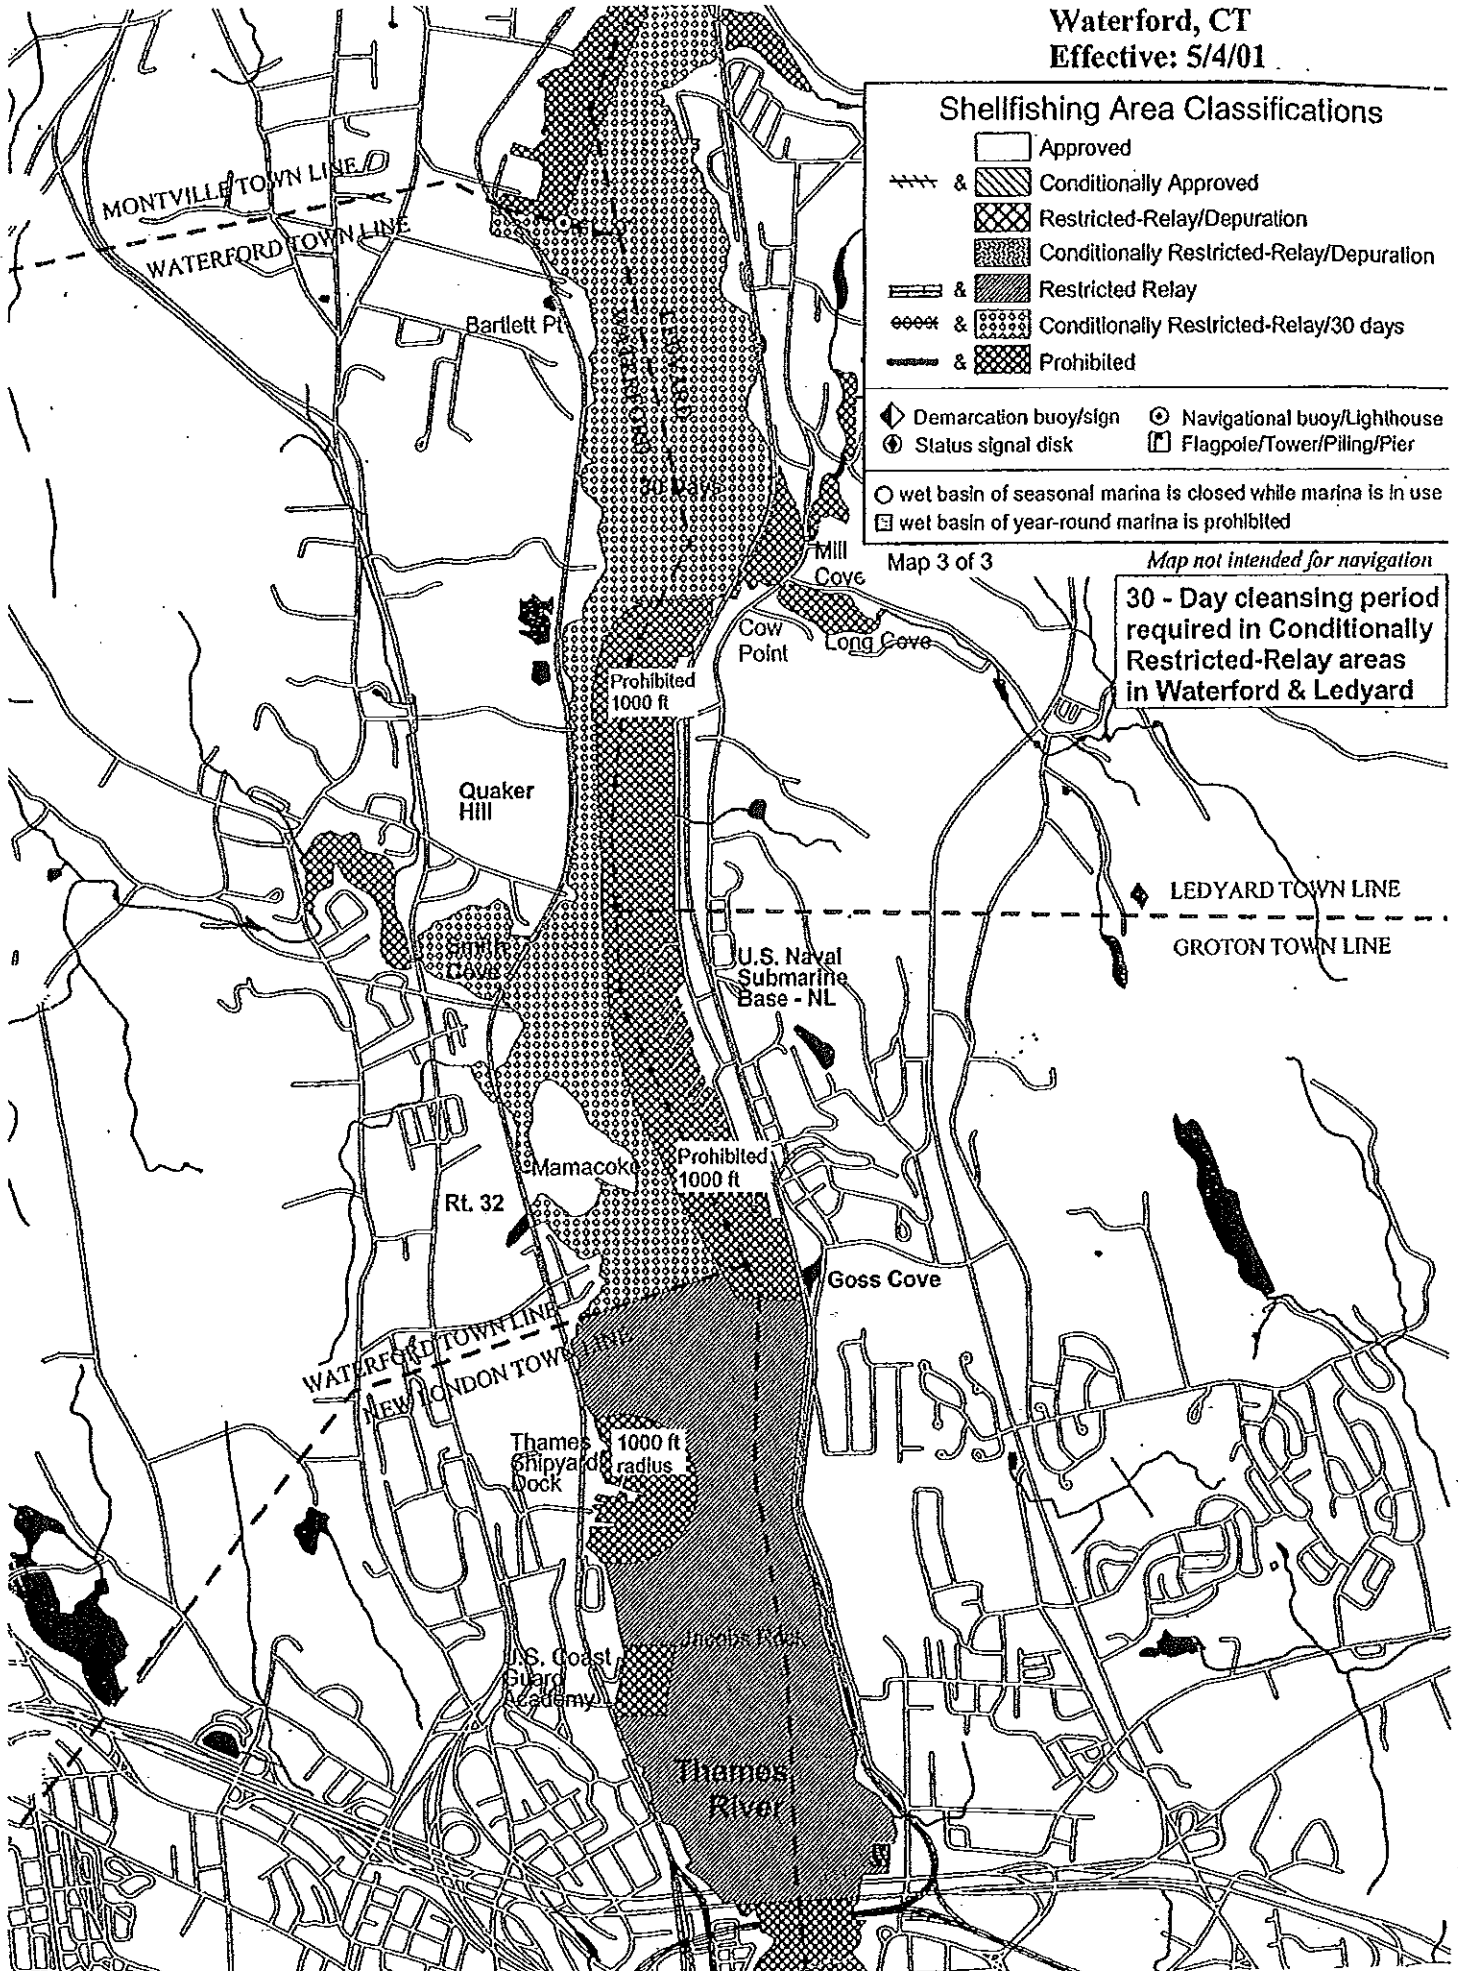 Waterford, CT
Effective: 5/4/01
Shellfishing Area Classifications
Approved
& Conditionally Approved
Restricted-Relay/Depuration
Conditionally Restricted-Relay/Depuration
& Restricted Relay
& Conditionally Restricted-Relay/30 days
& Prohibited
Demarcation buoy/sign
Navigational buoy/Lighthouse
Status signal disk
Flagpole/Tower/Piling/Pier
wet basin of seasonal marina is closed while marina is in use
wet basin of year-round marina is prohibited
Map 3 of 3
Map not intended for navigation
30 - Day cleansing period
required in Conditionally
Restricted-Relay areas
in Waterford & Ledyard
MONTVILLE TOWN LINE
WATERFORD TOWN LINE
Bartlett Pt
WATERFORD
LEDYARD
30 Days
Mill
Cove
Cow
Point
Long Cove
Prohibited
1000 ft
Quaker
Hill
LEDYARD TOWN LINE
GROTON TOWN LINE
Smith
Cove
U.S. Naval
Submarine
Base - NL
Mamacoke
Prohibited
1000 ft
Rt. 32
Goss Cove
WATERFORD TOWN LINE
NEW LONDON TOWN LINE
Thames
Shipyard
Dock
1000 ft
radius
Jacobs Rock
U.S. Coast
Guard
Academy
Thames
River